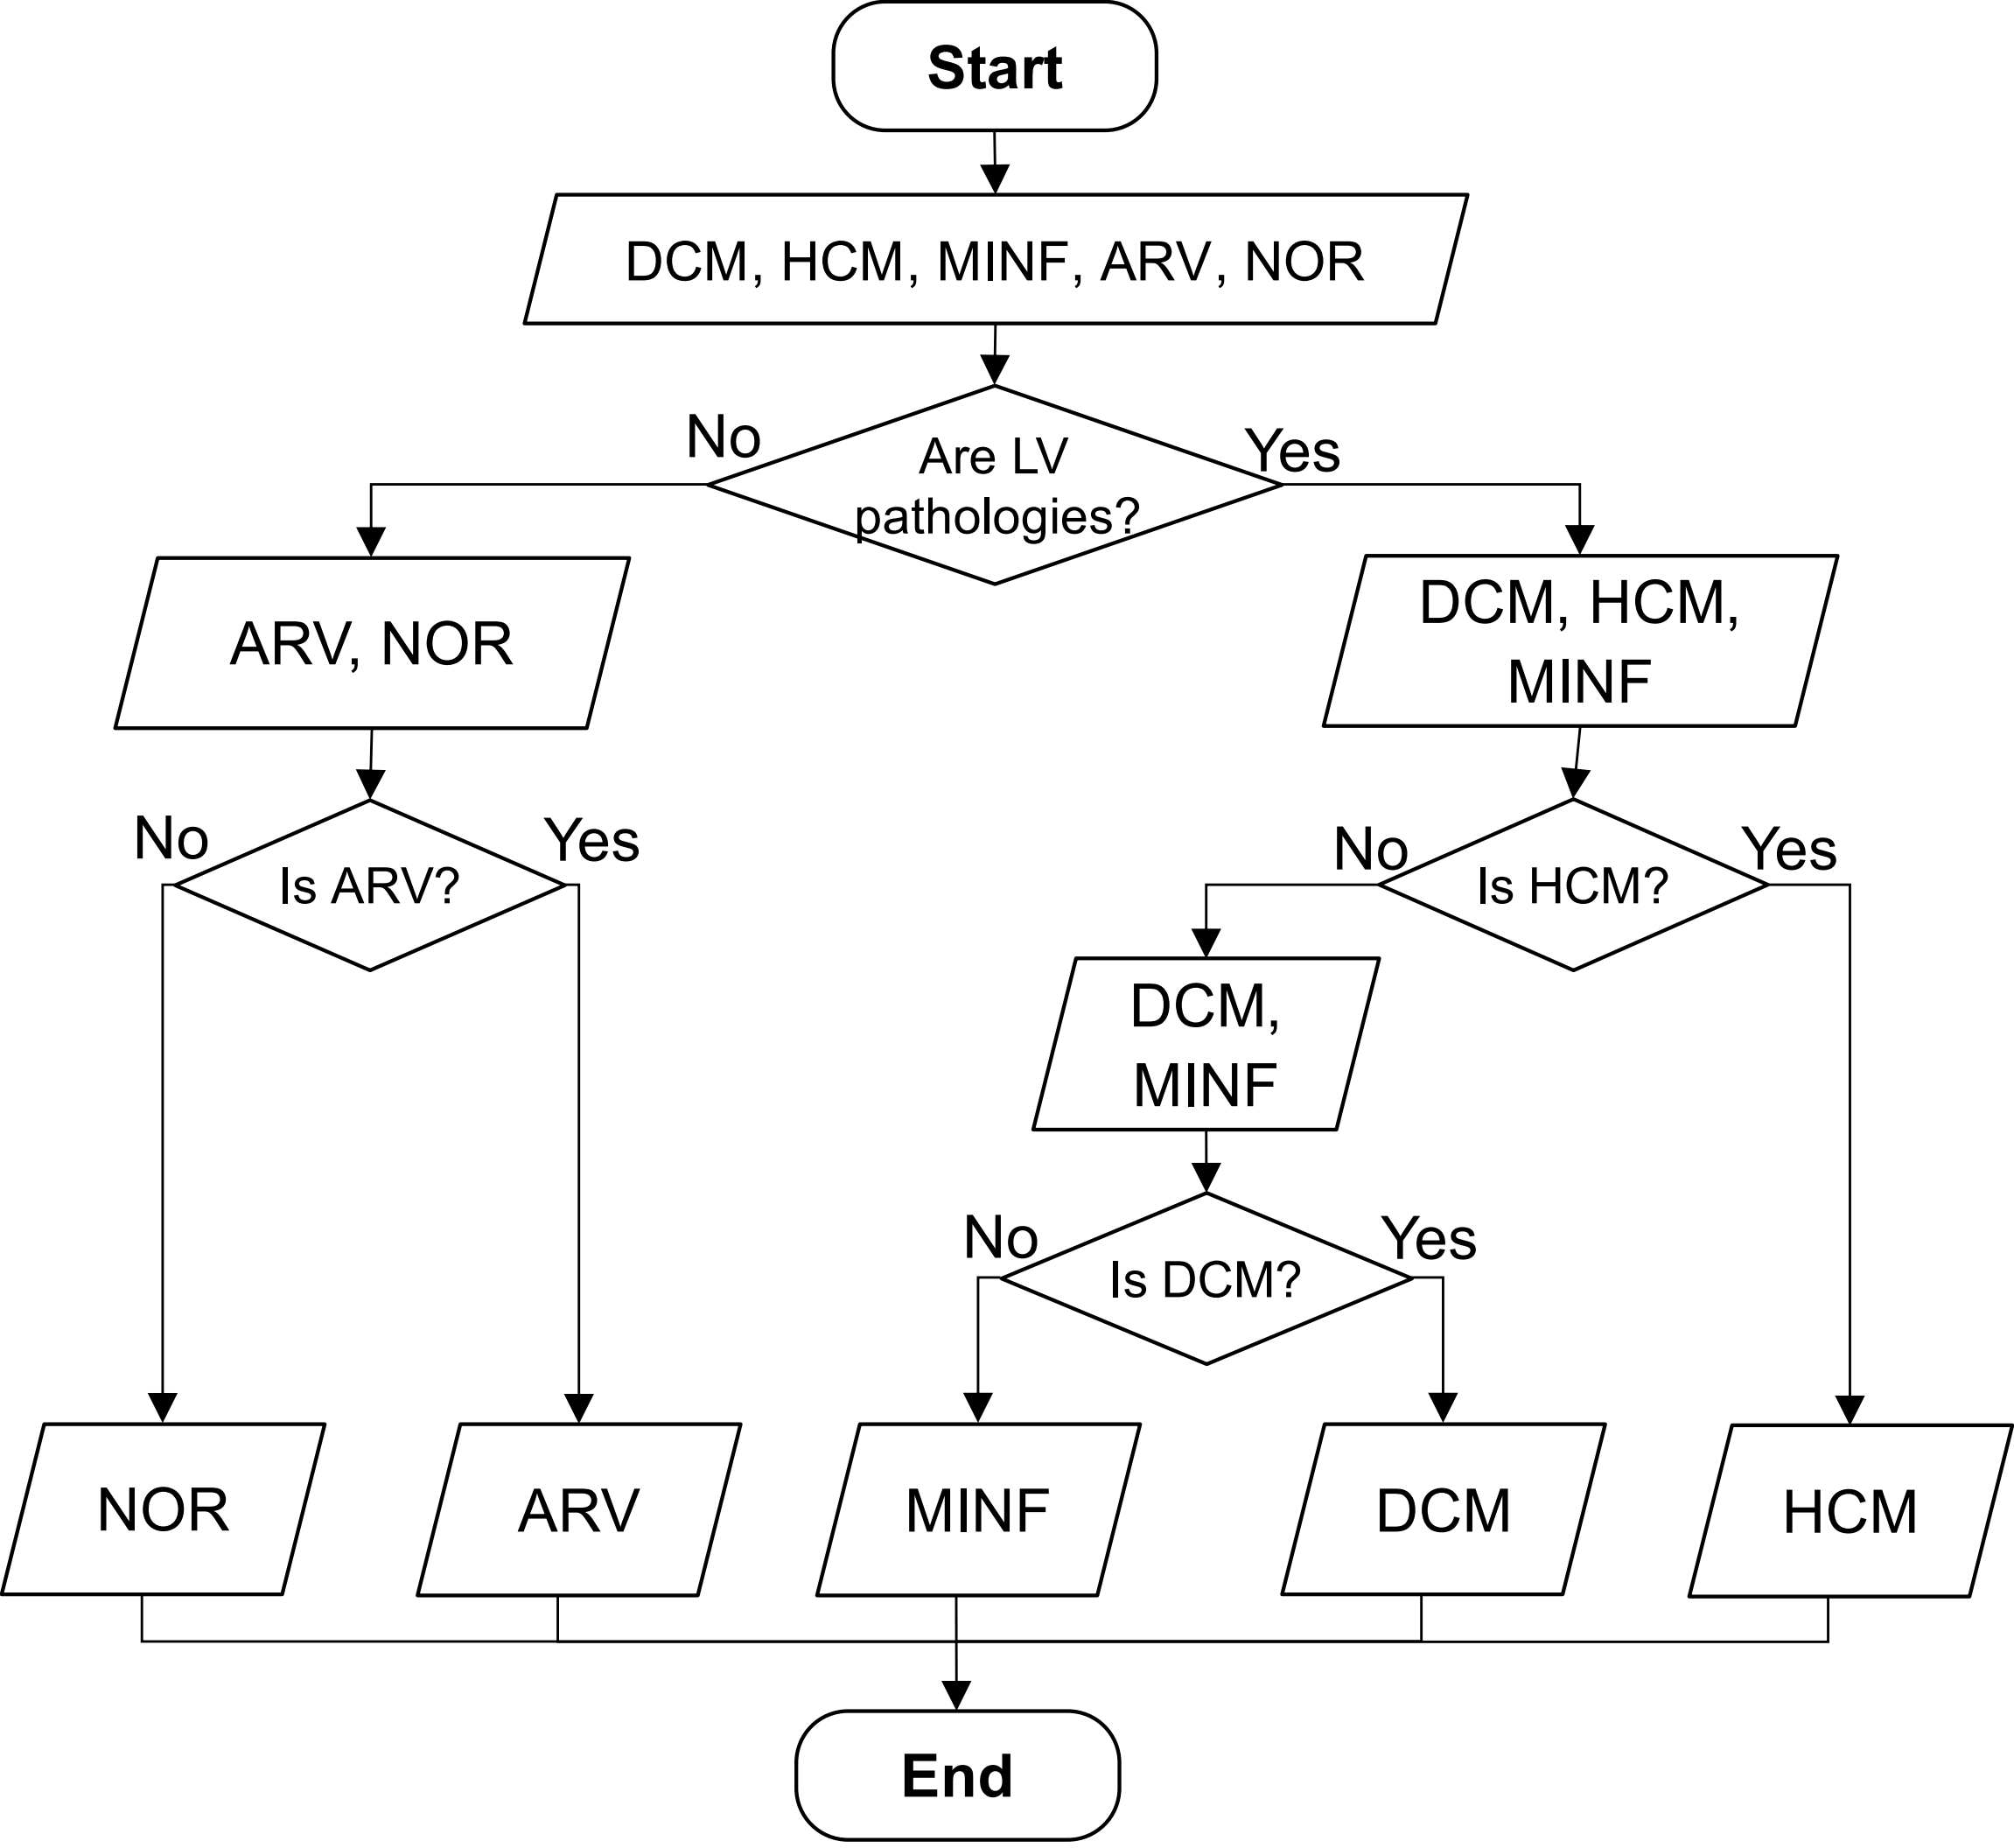 Start
DCM, HCM, MINF, ARV, NOR
No
Yes
Are LV
pathologies?
ARV, NOR
DCM, HCM,
MINF
No
Yes
Is ARV?
No
Yes
Is HCM?
DCM,
MINF
No
Yes
Is DCM?
NOR
ARV
MINF
DCM
HCM
End